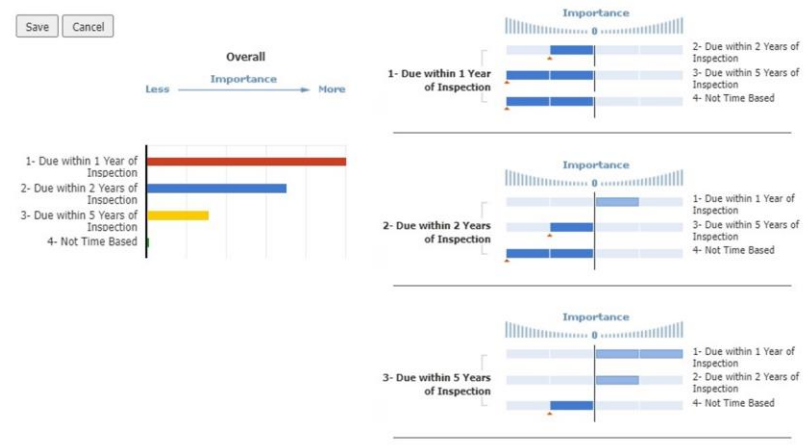 Save
Cancel
Overall
Importance
Less
More
1- Due within 1 Year of
Inspection
2- Due within 2 Years of
Inspection
3- Due within 5 Years of
Inspection
4- Not Time Based
Importance
0
1- Due within 1 Year
of Inspection
2- Due within 2 Years of
Inspection
3- Due within 5 Years of
Inspection
4- Not Time Based
Importance
0
2- Due within 2 Years
of Inspection
1- Due within 1 Year of
Inspection
3- Due within 5 Years of
Inspection
4- Not Time Based
Importance
0
3- Due within 5 Years
of Inspection
1- Due within 1 Year of
Inspection
2- Due within 2 Years of
Inspection
4- Not Time Based